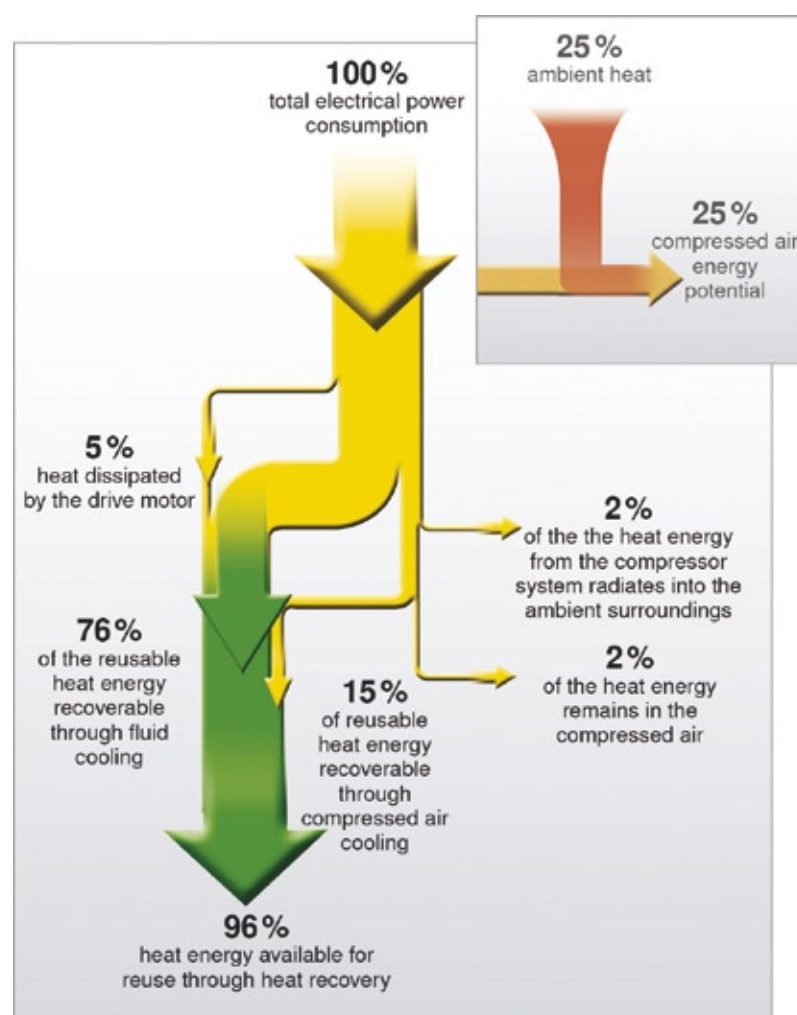 100%
total electrical power
consumption
25%
ambient heat
25%
compressed air
energy
potential
5%
heat dissipated
by the drive motor
2%
of the the heat energy
from the compressor
system radiates into the
ambient surroundings
76%
of the reusable
heat energy
recoverable
through fluid
cooling
15%
of reusable
heat energy
recoverable
through
compressed air
cooling
2%
of the heat energy
remains in the
compressed air
96%
heat energy available for
reuse through heat recovery